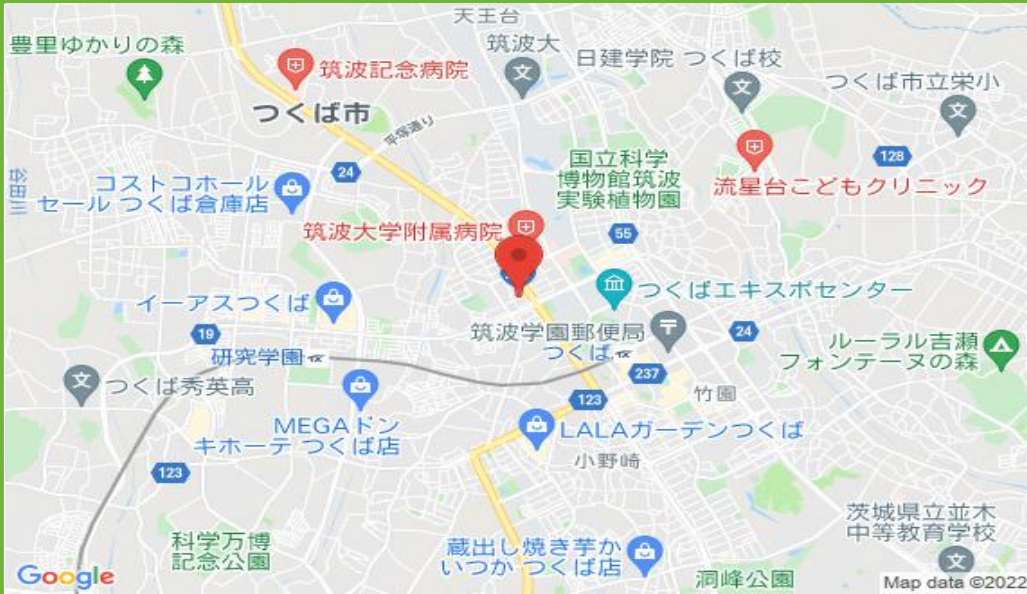 天王台
豊里ゆかりの森
筑波大
日建学院 つくば校
筑波記念病院
つくば市立栄小
つくば市
平塚通り
24
国立科学
博物館筑波
実験植物園
128
谷田川
コストコホール
セール つくば倉庫店
流星台こどもクリニック
筑波大学附属病院
55
イーアスつくば
つくばエキスポセンター
19
筑波学園郵便局
24
ルーラル吉瀬
フォンテーヌの森
研究学園
つくば
237
つくば秀英高
竹園
123
MEGAドン
キホーテ つくば店
LALAガーデンつくば
小野崎
123
茨城県立並木
中等教育学校
科学万博
記念公園
蔵出し焼き芋か
いつか つくば店
洞峰公園
Google
Map data ©2022